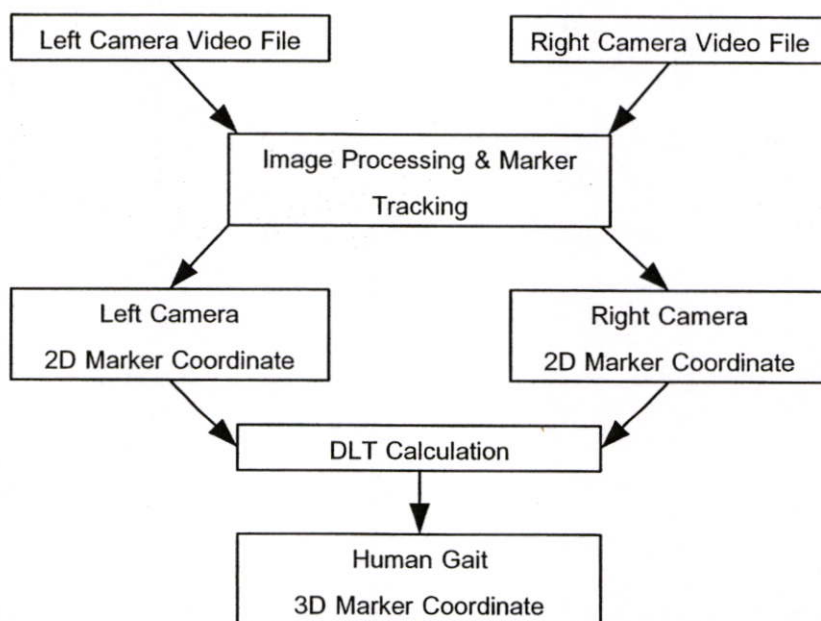 Left Camera Video File
Right Camera Video File
Image Processing & Marker
Tracking
Left Camera
2D Marker Coordinate
Right Camera
2D Marker Coordinate
DLT Calculation
Human Gait
3D Marker Coordinate